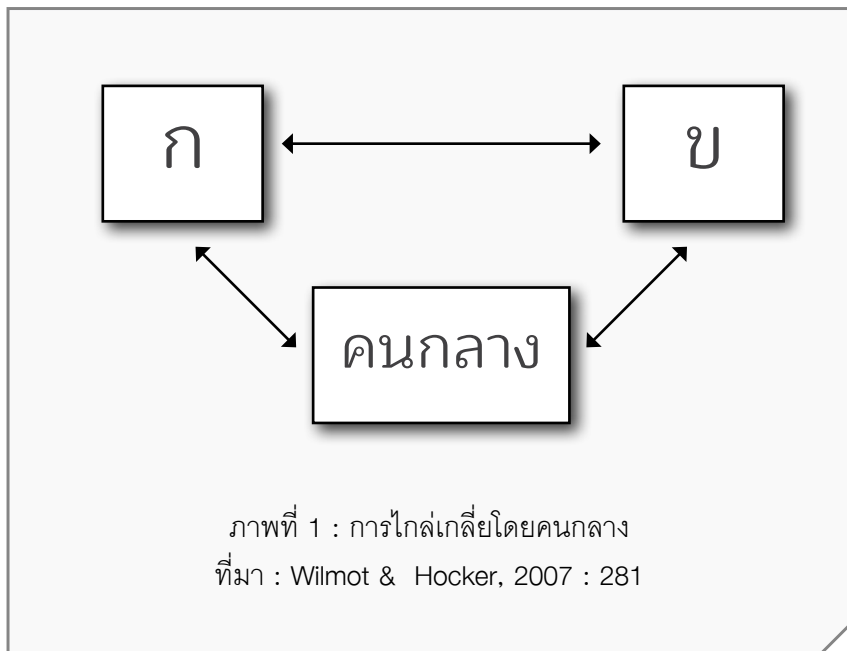 ก
ข
คนกลาง
ภาพที่ 1 : การไกล่เกลี่ยโดยคนกลาง
ที่มา : Wilmot & Hocker, 2007 : 281